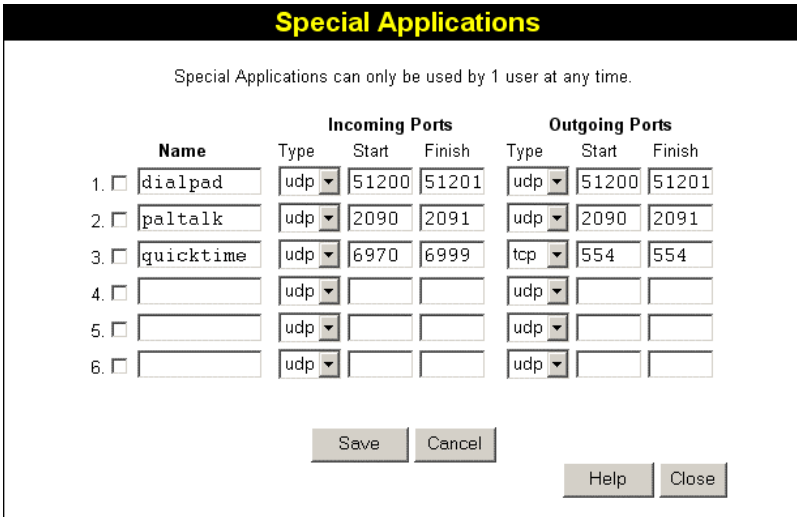 Special Applications
Special Applications can only be used by 1 user at any time.
Incoming Ports Outgoing Ports
Name Type Start Finish Type Start Finish
1. dialpad udp 51200 51201 udp 51200 51201
2. paltalk udp 2090 2091 udp 2090 2091
3. quicktime udp 6970 6999 tcp 554 554
4. udp udp
5. udp udp
6. udp udp
Save Cancel
Help Close